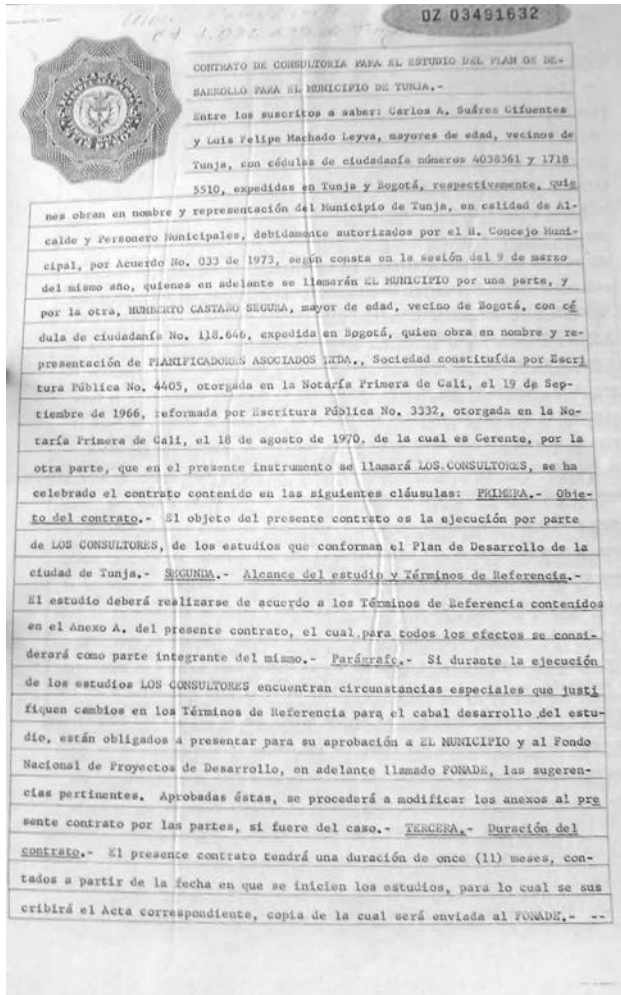 DZ 03491632
CONTRATO DE CONSULTORIA PARA EL ESTUDIO DEL PLAN DE DE-
SARROLLO PARA EL MUNICIPIO DE TUNJA.-
Entre los suscritos a saber: Carlos A. Suáres Cifuentes
y Luis Felipe Machado Leyva, mayores de edad, vecinos de
Tunja, con cédulas de ciudadanía números 4038361 y 1718
5510, expedidas en Tunja y Bogotá, respectivamente, quie
nes obran en nombre y representación del Municipio de Tunja, en calidad de Al-
calde y Personero Municipales, debidamente autorizados por el H. Concejo Muni-
cipal, por Acuerdo No. 033 de 1973, según consta en la sesión del 9 de marzo
del mismo año, quienes en adelante se llamarán EL MUNICIPIO por una parte, y
por la otra, HUMBERTO CASTAÑO SEGURA, mayor de edad, vecino de Bogotá, con cé
dula de ciudadanía No. 118.646, expedida en Bogotá, quien obra en nombre y re-
presentación de PLANIFICADORES ASOCIADOS LTDA., Sociedad constituída por Escri
tura Pública No. 4405, otorgada en la Notaría Primera de Cali, el 19 de Sep-
tiembre de 1966, reformada por Escritura Pública No. 3332, otorgada en la No-
taría Primera de Cali, el 18 de agosto de 1970, de la cual es Gerente, por la
otra parte, que en el presente instrumento se llamará LOS CONSULTORES, se ha
celebrado el contrato contenido en las siguientes cláusulas: PRIMERA.- Obje-
to del contrato.- El objeto del presente contrato es la ejecución por parte
de LOS CONSULTORES, de los estudios que conforman el Plan de Desarrollo de la
ciudad de Tunja.- SEGUNDA.- Alcance del estudio y Términos de Referencia.-
El estudio deberá realizarse de acuerdo a los Términos de Referencia contenidos
en el Anexo A. del presente contrato, el cual para todos los efectos se consi-
derará como parte integrante del mismo.- Parágrafo.- Si durante la ejecución
de los estudios LOS CONSULTORES encuentran circunstancias especiales que justi
fiquen cambios en los Términos de Referencia para el cabal desarrollo del estu-
dio, están obligados a presentar para su aprobación a EL MUNICIPIO y al Fondo
Nacional de Proyectos de Desarrollo, en adelante llamado FONADE, las sugeren-
cias pertinentes. Aprobadas éstas, se procederá a modificar los anexos al pre
sente contrato por las partes, si fuere del caso.- TERCERA.- Duración del
contrato.- El presente contrato tendrá una duración de once (11) meses, con-
tados a partir de la fecha en que se inicien los estudios, para lo cual se sus
cribirá el Acta correspondiente, copia de la cual será enviada al FONADE.- --